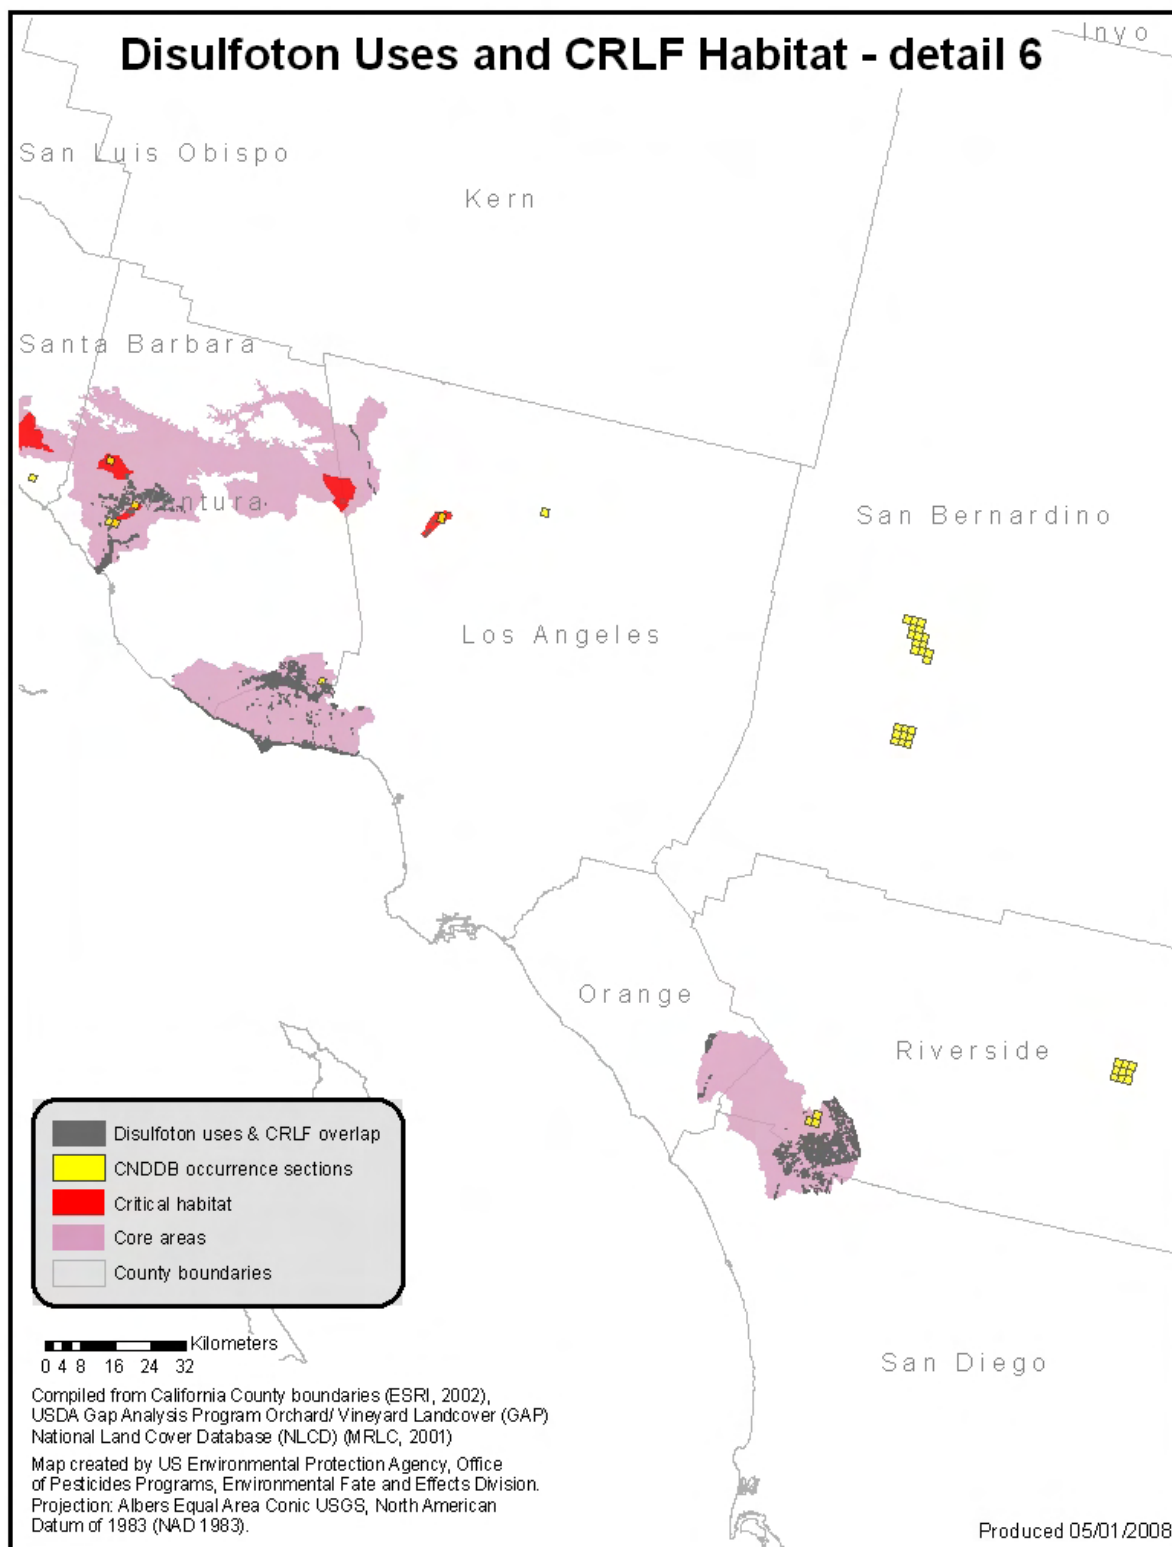 Inyo
Disulfoton Uses and CRLF Habitat - detail 6
San Luis Obispo
Kern
Santa Barbara
Ventura
San Bernardino
Los Angeles
Orange
Riverside
Disulfoton uses & CRLF overlap
CNDDB occurrence sections
Critical habitat
Core areas
County boundaries
Kilometers
0 4 8 16 24 32
San Diego
Compiled from California County boundaries (ESRI, 2002),
USDA Gap Analysis Program Orchard/ Vineyard Landcover (GAP)
National Land Cover Database (NLCD) (MRLC, 2001)
Map created by US Environmental Protection Agency, Office
of Pesticides Programs, Environmental Fate and Effects Division.
Projection: Albers Equal Area Conic USGS, North American
Datum of 1983 (NAD 1983).
Produced 05/01/2008